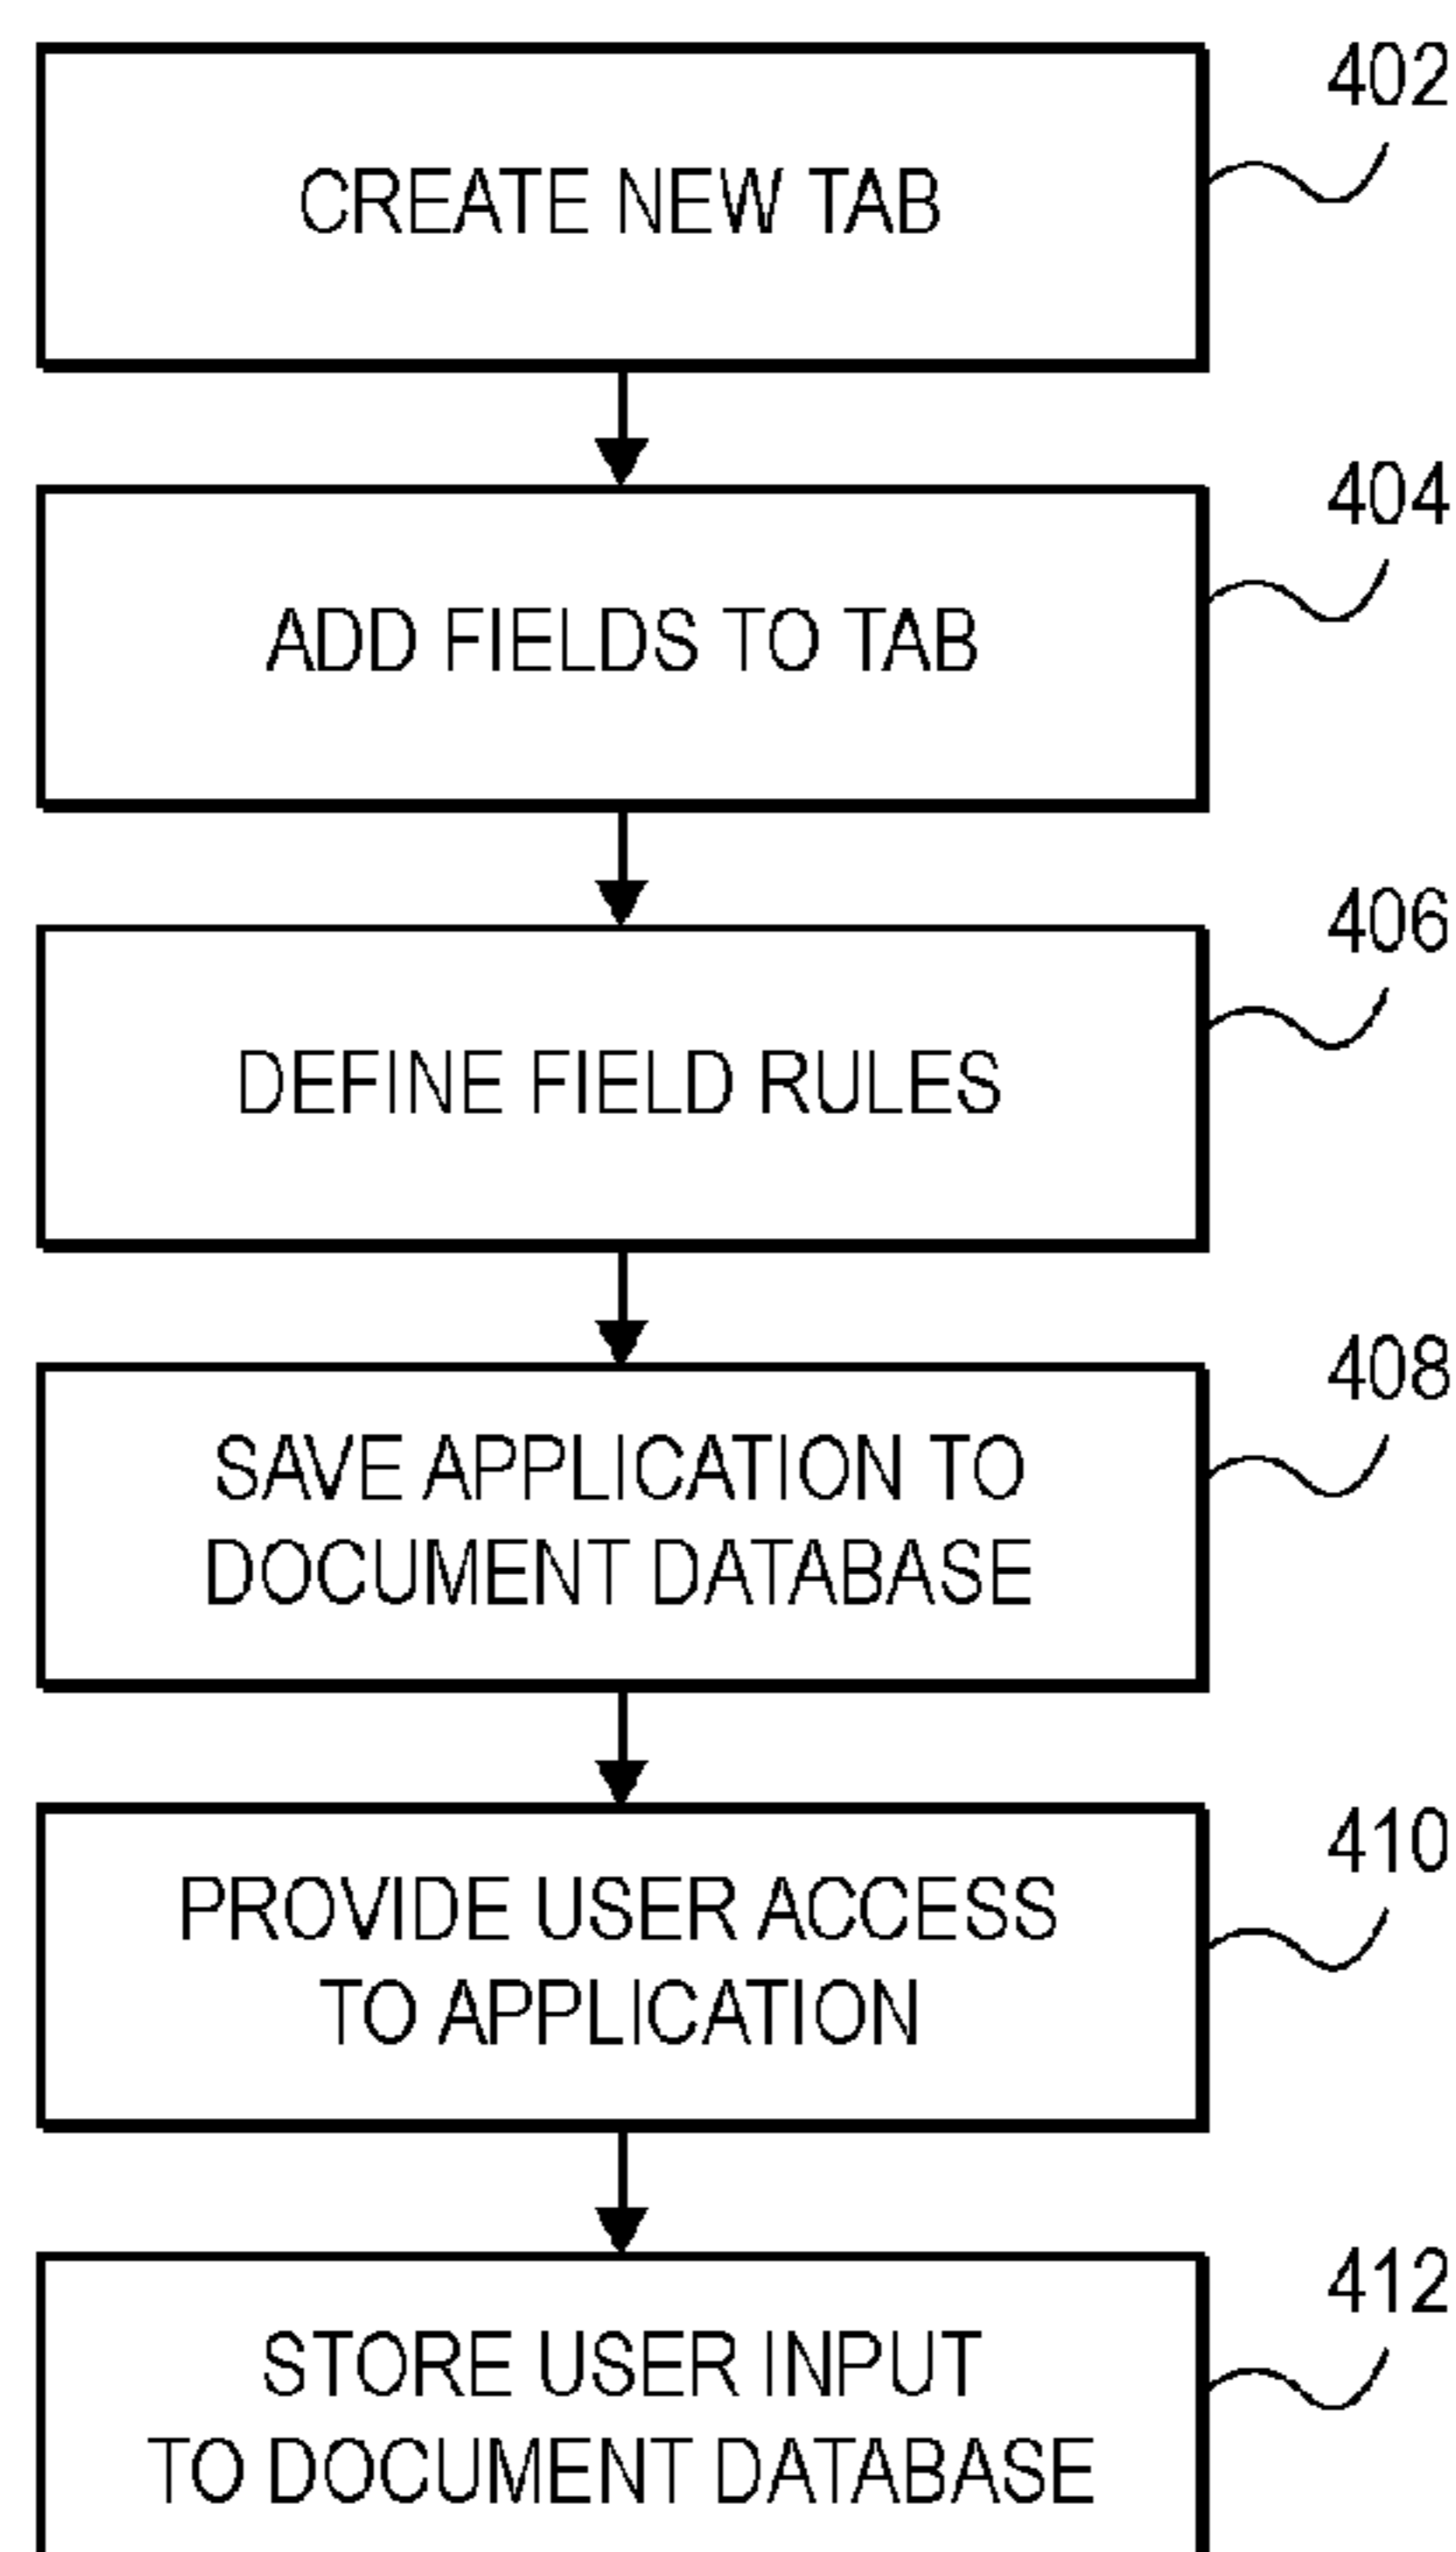 402
CREATE NEW TAB
404
ADD FIELDS TO TAB
406
DEFINE FIELD RULES
408
SAVE APPLICATION TO
DOCUMENT DATABASE
410
PROVIDE USER ACCESS
TO APPLICATION
412
STORE USER INPUT
TO DOCUMENT DATABASE